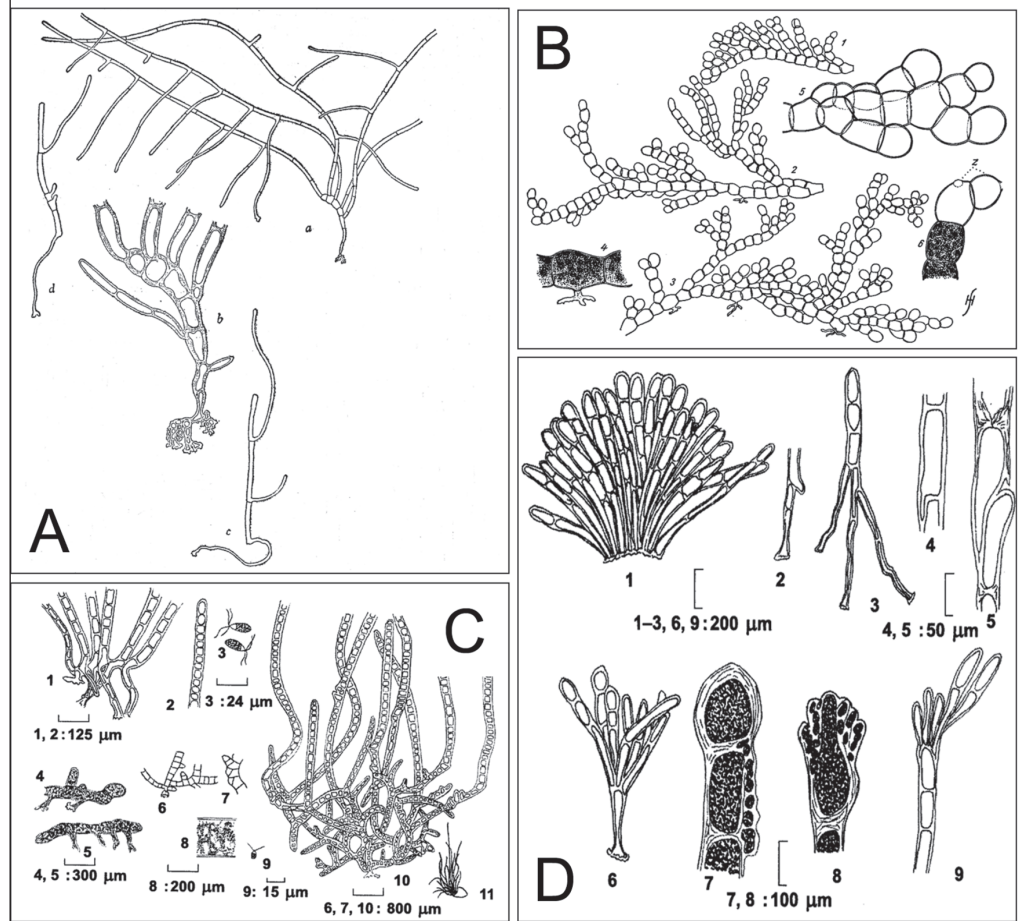 A
a
d
b
c
B
1
5
2
z
4
6
3
C
1
2
3
3 : 24 µm
1, 2 : 125 µm
4
6
7
5
8
9
10
11
4, 5 : 300 µm
8 : 200 µm
9: 15 µm
6, 7, 10: 800 µm
D
1
2
3
4
5
1–3, 6, 9 : 200 µm
4, 5 : 50 µm
6
7
8
9
7, 8 : 100 µm